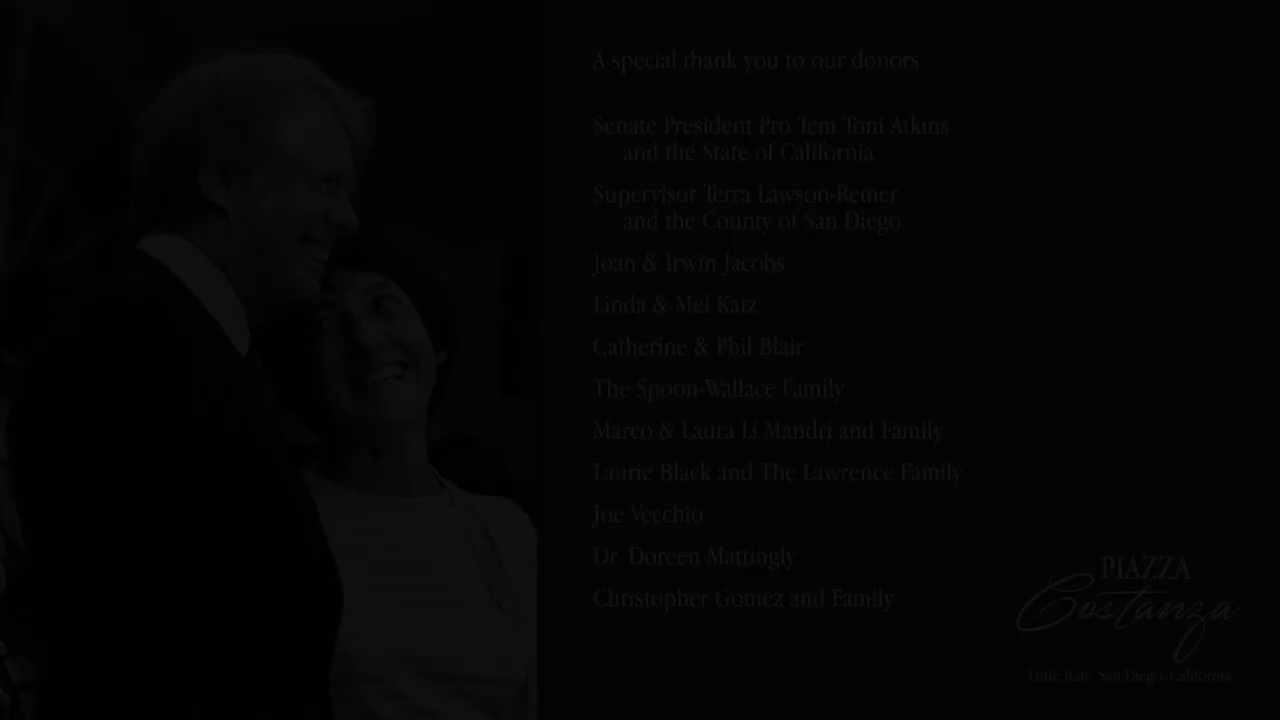 A special thank you to our donors.
Senate President Pro Tem Toni Atkins
and the State of California
Supervisor Terra Lawson-Remer
and the County of San Diego
Joan & Irwin Jacobs
Linda & Mel Katz
Catherine & Phil Blair
The Spoon-Wallace Family
Marco & Laura Li Mandri and Family
Laurie Black and The Lawrence Family
Joe Vecchio
Dr. Doreen Mattingly
Christopher Gomez and Family
PIAZZA
Costanza
Little Italy, San Diego, California